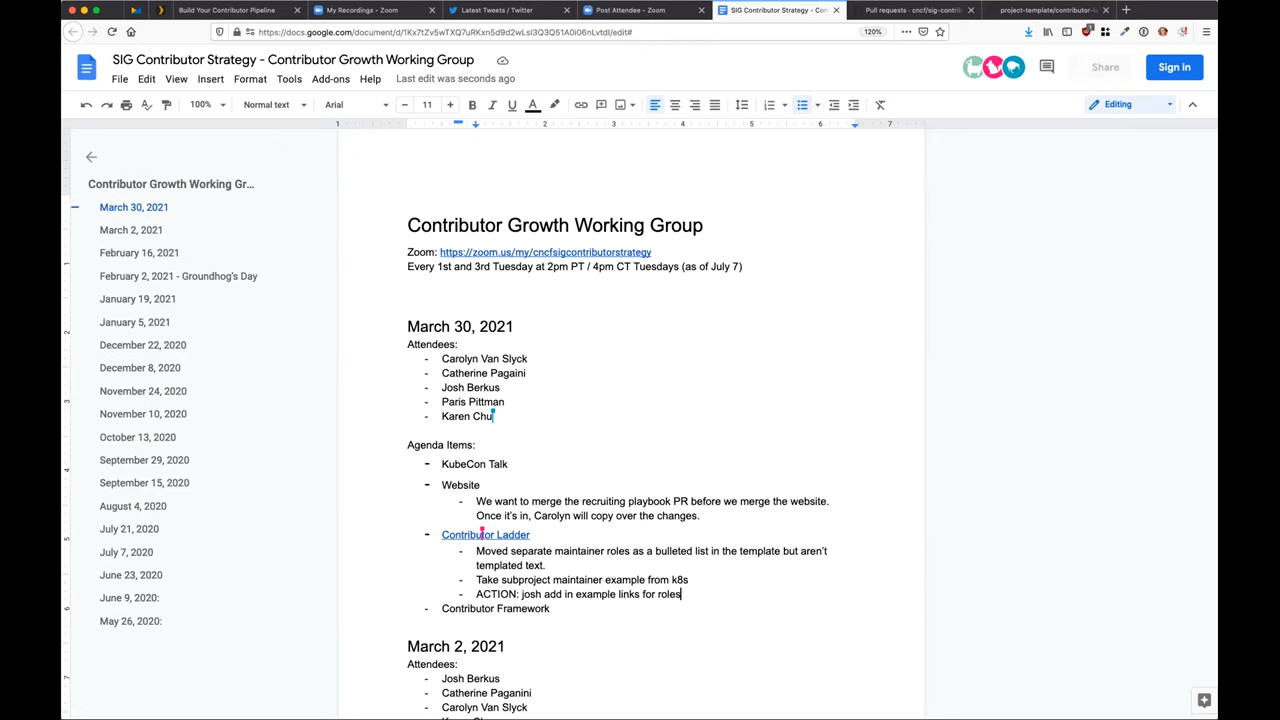 Build Your Contributor Pipeline
My Recordings - Zoom
Latest Tweets / Twitter
Post Attendee - Zoom
SIG Contributor Strategy - Con
Pull requests · cncf/sig-contri
project-template/contributor-l
https://docs.google.com/document/d/1Kx7tZv5wTXQ7uRKxn5d9d2wLsl3Q3Q51A0i06nLvtdI/edit#
120%
SIG Contributor Strategy - Contributor Growth Working Group
File Edit View Insert Format Tools Add-ons Help Last edit was seconds ago
Share
Sign in
100% Normal text Arial 11 B I U A Editing
1 1 2 3 4 5 6 7
Contributor Growth Working Gr...
March 30, 2021
March 2, 2021
February 16, 2021
February 2, 2021 - Groundhog's Day
January 19, 2021
January 5, 2021
December 22, 2020
December 8, 2020
November 24, 2020
November 10, 2020
October 13, 2020
September 29, 2020
September 15, 2020
August 4, 2020
July 21, 2020
July 7, 2020
June 23, 2020
June 9, 2020:
May 26, 2020:
Contributor Growth Working Group
Zoom: https://zoom.us/my/cncfsigcontributorstrategy
Every 1st and 3rd Tuesday at 2pm PT / 4pm CT Tuesdays (as of July 7)
March 30, 2021
Attendees:
- Carolyn Van Slyck
- Catherine Pagaini
- Josh Berkus
- Paris Pittman
- Karen Chu
Agenda Items:
- KubeCon Talk
- Website
- We want to merge the recruiting playbook PR before we merge the website.
Once it's in, Carolyn will copy over the changes.
- Contributor Ladder
- Moved separate maintainer roles as a bulleted list in the template but aren't
templated text.
- Take subproject maintainer example from k8s
- ACTION: josh add in example links for roles
- Contributor Framework
March 2, 2021
Attendees:
- Josh Berkus
- Catherine Paganini
- Carolyn Van Slyck